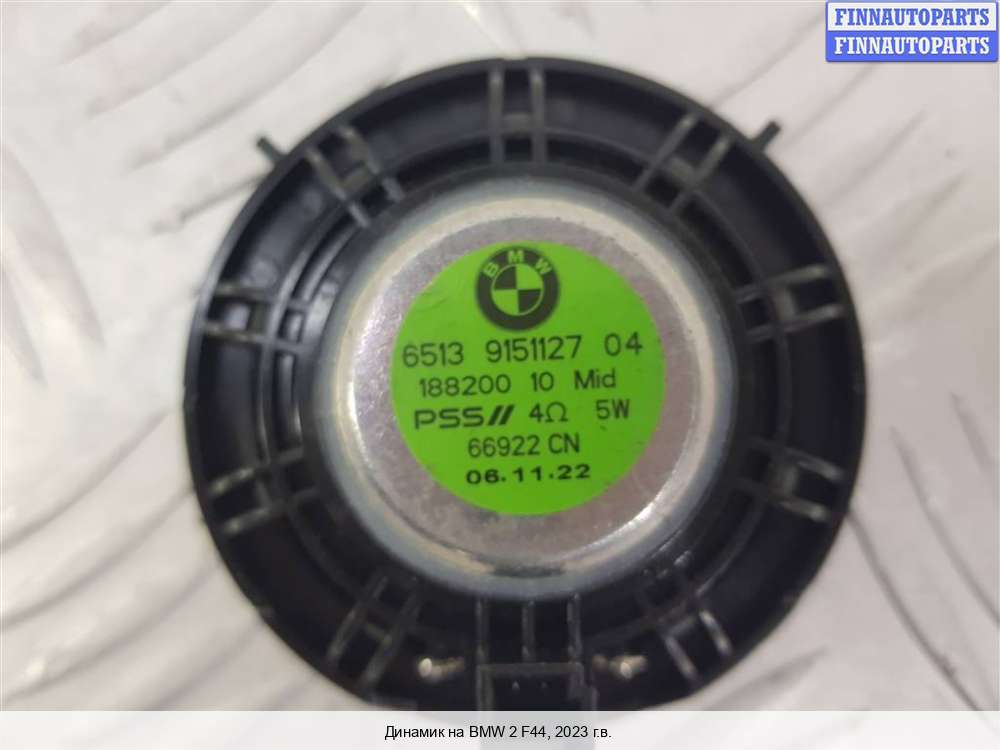 FINNAUTOPARTS
FINNAUTOPARTS
BMW
6513 9151127 04
188200 10 Mid
PSS// 4Ω 5W
66922 CN
06.11.22
Динамик на BMW 2 F44, 2023 г.в.